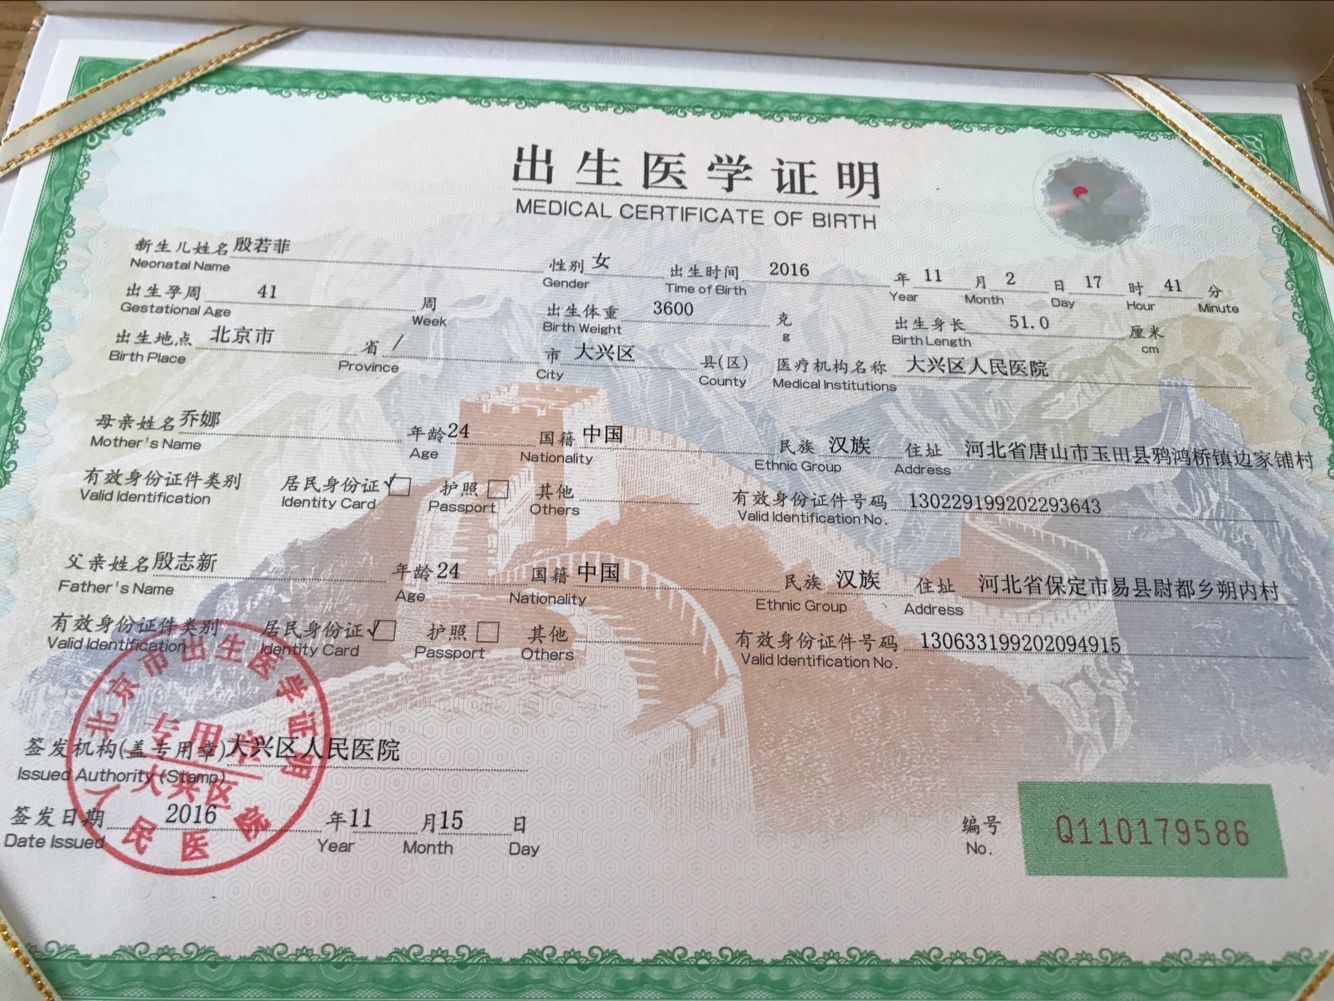 出生医学证明
MEDICAL CERTIFICATE OF BIRTH
新生儿姓名 殷若菲 性别 女 出生时间 2016 年 11 月 2 日 17 时 41 分
Neonatal Name Gender Time of Birth Year Month Day Hour Minute
出生孕周 41 周 出生体重 3600 克 出生身长 51.0 厘米
Gestational Age Week Birth Weight g Birth Length cm
出生地点 北京市 省 / 市 大兴区 县(区) 医疗机构名称 大兴区人民医院
Birth Place Province City County Medical Institutions
母亲姓名 乔娜 年龄 24 国籍 中国 民族 汉族 住址 河北省唐山市玉田县鸦鸿桥镇边家铺村
Mother's Name Age Nationality Ethnic Group Address
有效身份证件类别 居民身份证 √□ 护照 □ 其他 有效身份证件号码 130229199202293643
Valid Identification Identity Card Passport Others Valid Identification No.
父亲姓名 殷志新 年龄 24 国籍 中国 民族 汉族 住址 河北省保定市易县尉都乡朔内村
Father's Name Age Nationality Ethnic Group Address
有效身份证件类别 居民身份证 √□ 护照 □ 其他 有效身份证件号码 130633199202094915
Valid Identification Identity Card Passport Others Valid Identification No.
签发机构(盖专用章) 大兴区人民医院
Issued Authority (Stamp)
签发日期 2016 年 11 月 15 日
Date Issued Year Month Day
编号 Q110179586
No.
北京市出生医学证明
专用章
大兴区
人民医院